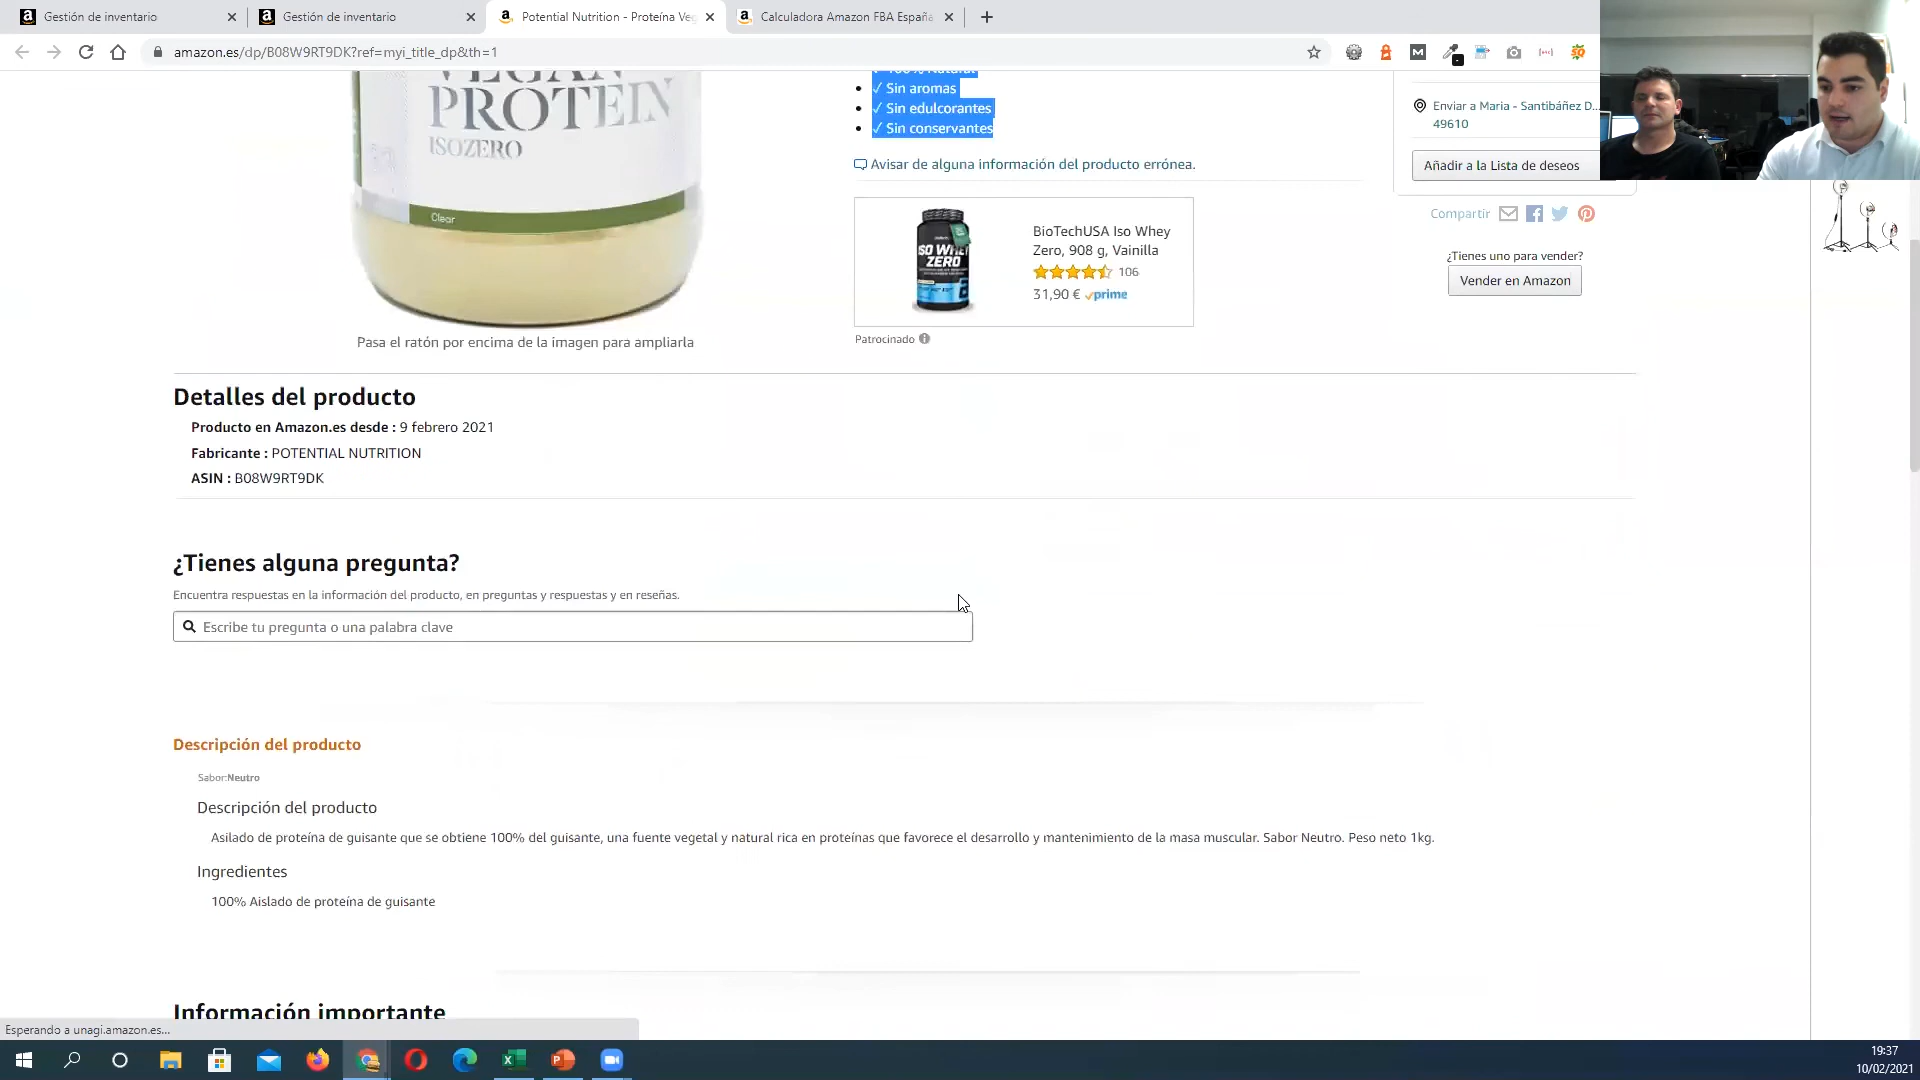 Gestión de inventario
Gestión de inventario
Potential Nutrition - Proteína Veg
Calculadora Amazon FBA España
amazon.es/dp/B08W9RT9DK?ref=myi_title_dp&th=1
VEGAN
PROTEIN
ISOZERO
Clear
Pasa el ratón por encima de la imagen para ampliarla
✓ 100% Natural
✓ Sin aromas
✓ Sin edulcorantes
✓ Sin conservantes
Avisar de alguna información del producto errónea.
ISO WHEY
ZERO
BioTechUSA Iso Whey
Zero, 908 g, Vainilla
106
31,90 € prime
Patrocinado
Enviar a Maria - Santibáñez D...
49610
Añadir a la Lista de deseos
Compartir
¿Tienes uno para vender?
Vender en Amazon
Detalles del producto
Producto en Amazon.es desde : 9 febrero 2021
Fabricante : POTENTIAL NUTRITION
ASIN : B08W9RT9DK
¿Tienes alguna pregunta?
Encuentra respuestas en la información del producto, en preguntas y respuestas y en reseñas.
Escribe tu pregunta o una palabra clave
Descripción del producto
Sabor:Neutro
Descripción del producto
Asilado de proteína de guisante que se obtiene 100% del guisante, una fuente vegetal y natural rica en proteínas que favorece el desarrollo y mantenimiento de la masa muscular. Sabor Neutro. Peso neto 1kg.
Ingredientes
100% Aislado de proteína de guisante
Información importante
Esperando a unagi.amazon.es...
19:37
10/02/2021